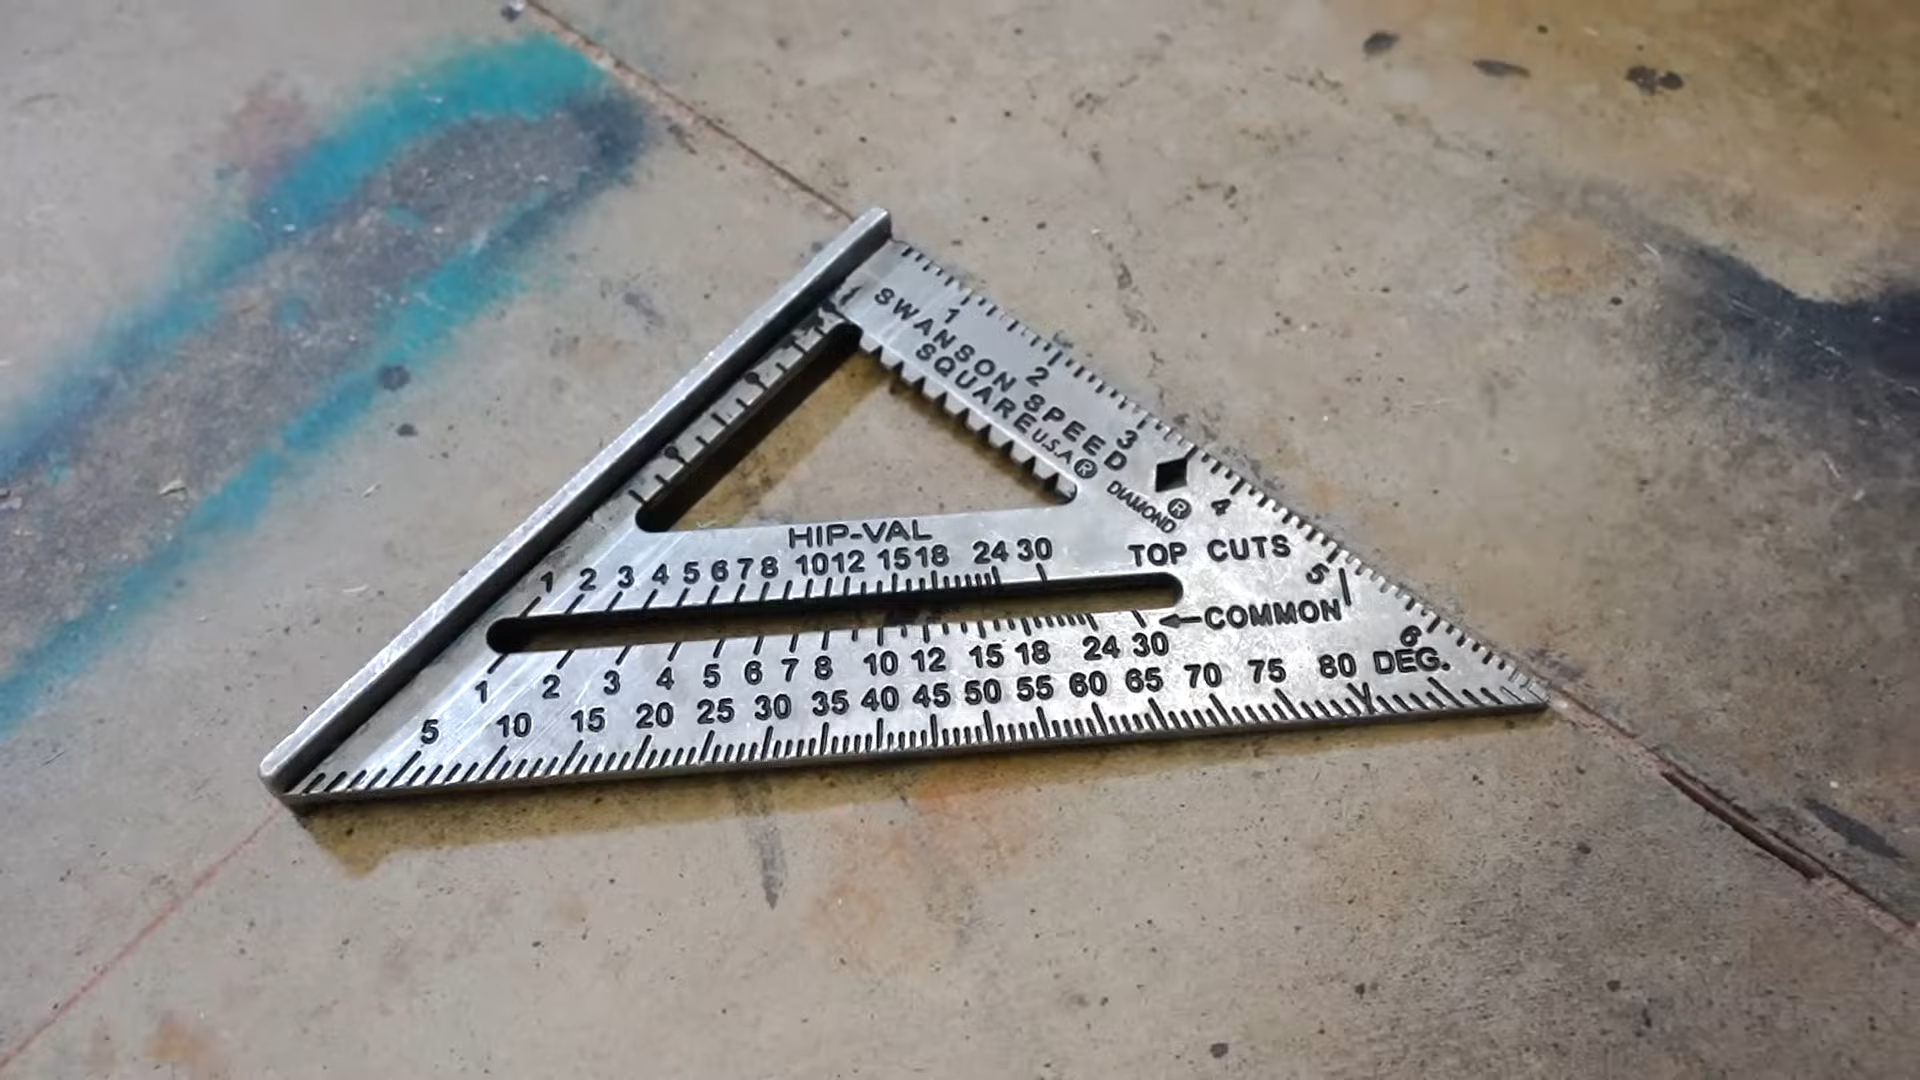 SWANSON SPEED
SQUARE U.S.A ®
1 2 3 4 5 6
DIAMOND ®
HIP-VAL
1 2 3 4 5 6 7 8 10 12 15 18 24 30
TOP CUTS
COMMON
1 2 3 4 5 6 7 8 10 12 15 18 24 30
5 10 15 20 25 30 35 40 45 50 55 60 65 70 75 80 DEG.